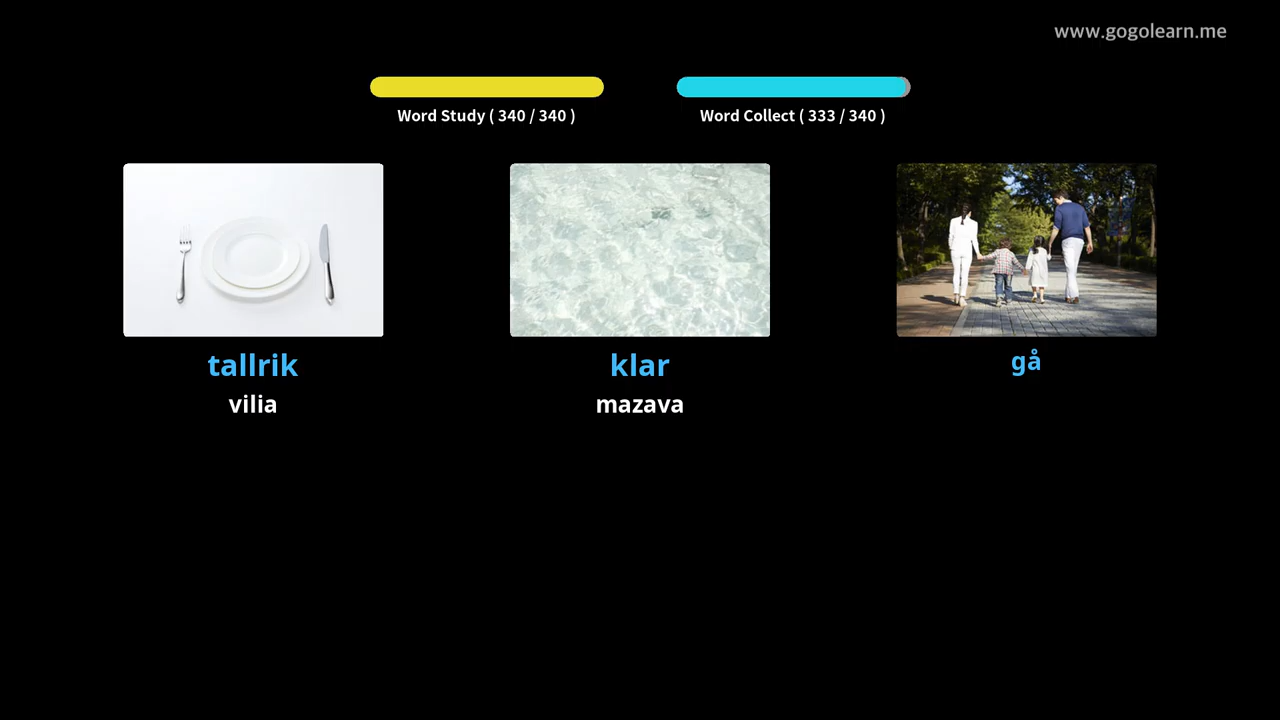 www.gogolearn.me
Word Study ( 340 / 340 )
Word Collect ( 333 / 340 )
tallrik
klar
gå
vilia
mazava